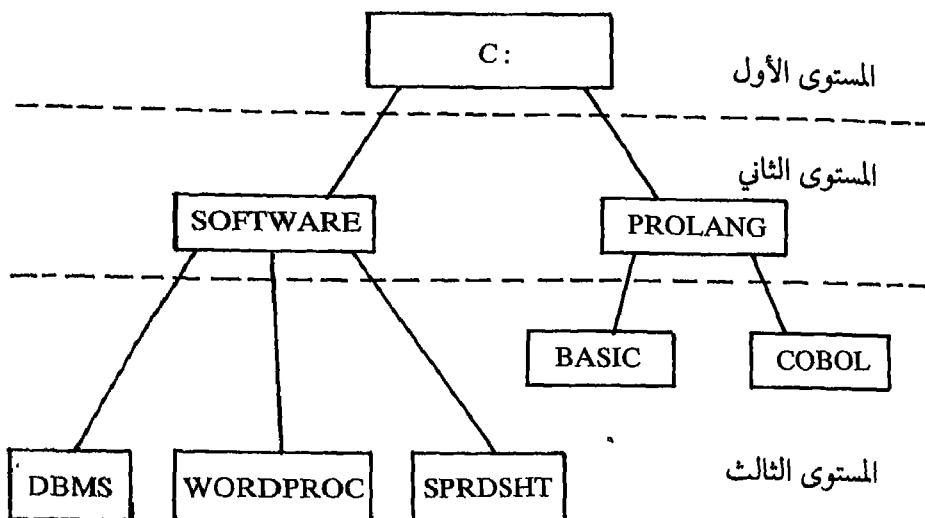 C:
المستوى الأول
المستوى الثاني
SOFTWARE
PROLANG
BASIC
COBOL
المستوى الثالث
DBMS
WORDPROC
SPRDSHT